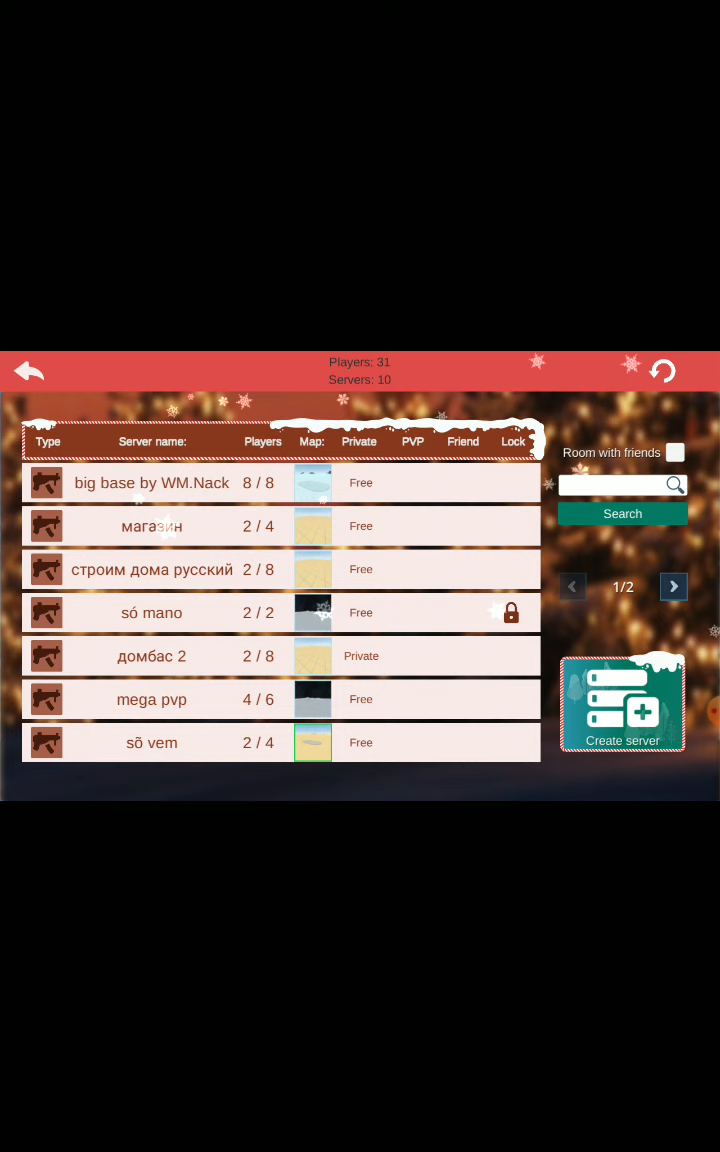 Players: 31
Servers: 10
Type Server name: Players Map: Private PVP Friend Lock
big base by WM.Nack 8 / 8 Free
магазин 2 / 4 Free
строим дома русский 2 / 8 Free
só mano 2 / 2 Free
домбас 2 2 / 8 Private
mega pvp 4 / 6 Free
sõ vem 2 / 4 Free
Room with friends
Search
1/2
Create server